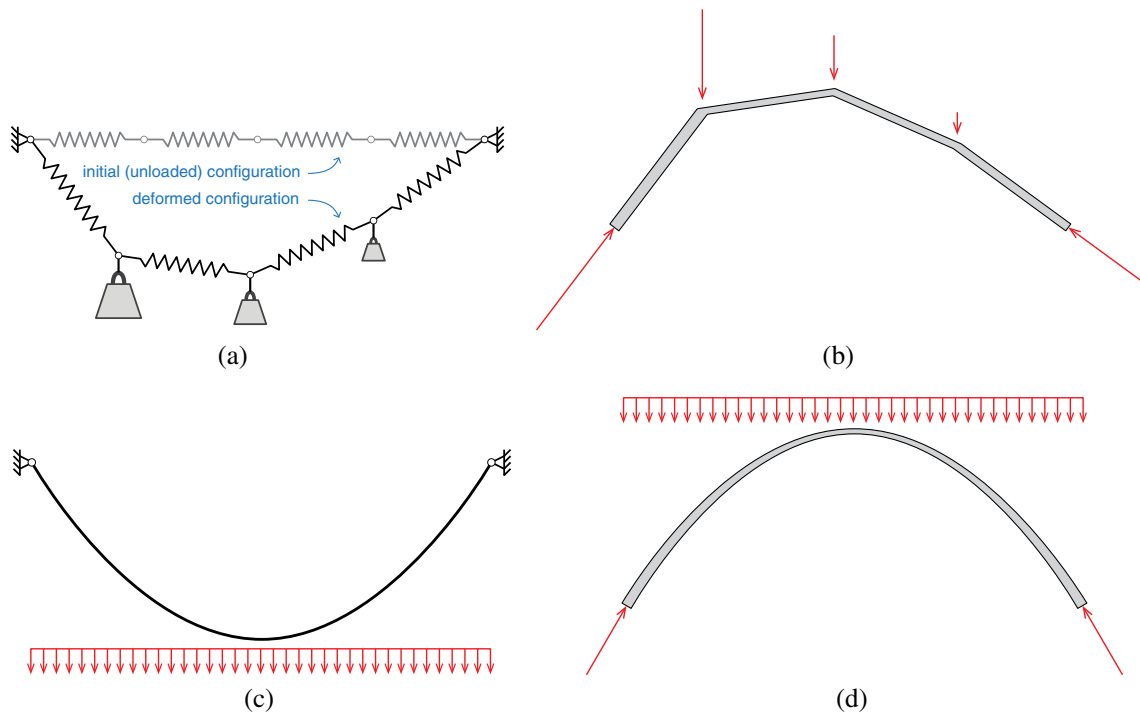 initial (unloaded) configuration
deformed configuration
(a)
(b)
(c)
(d)